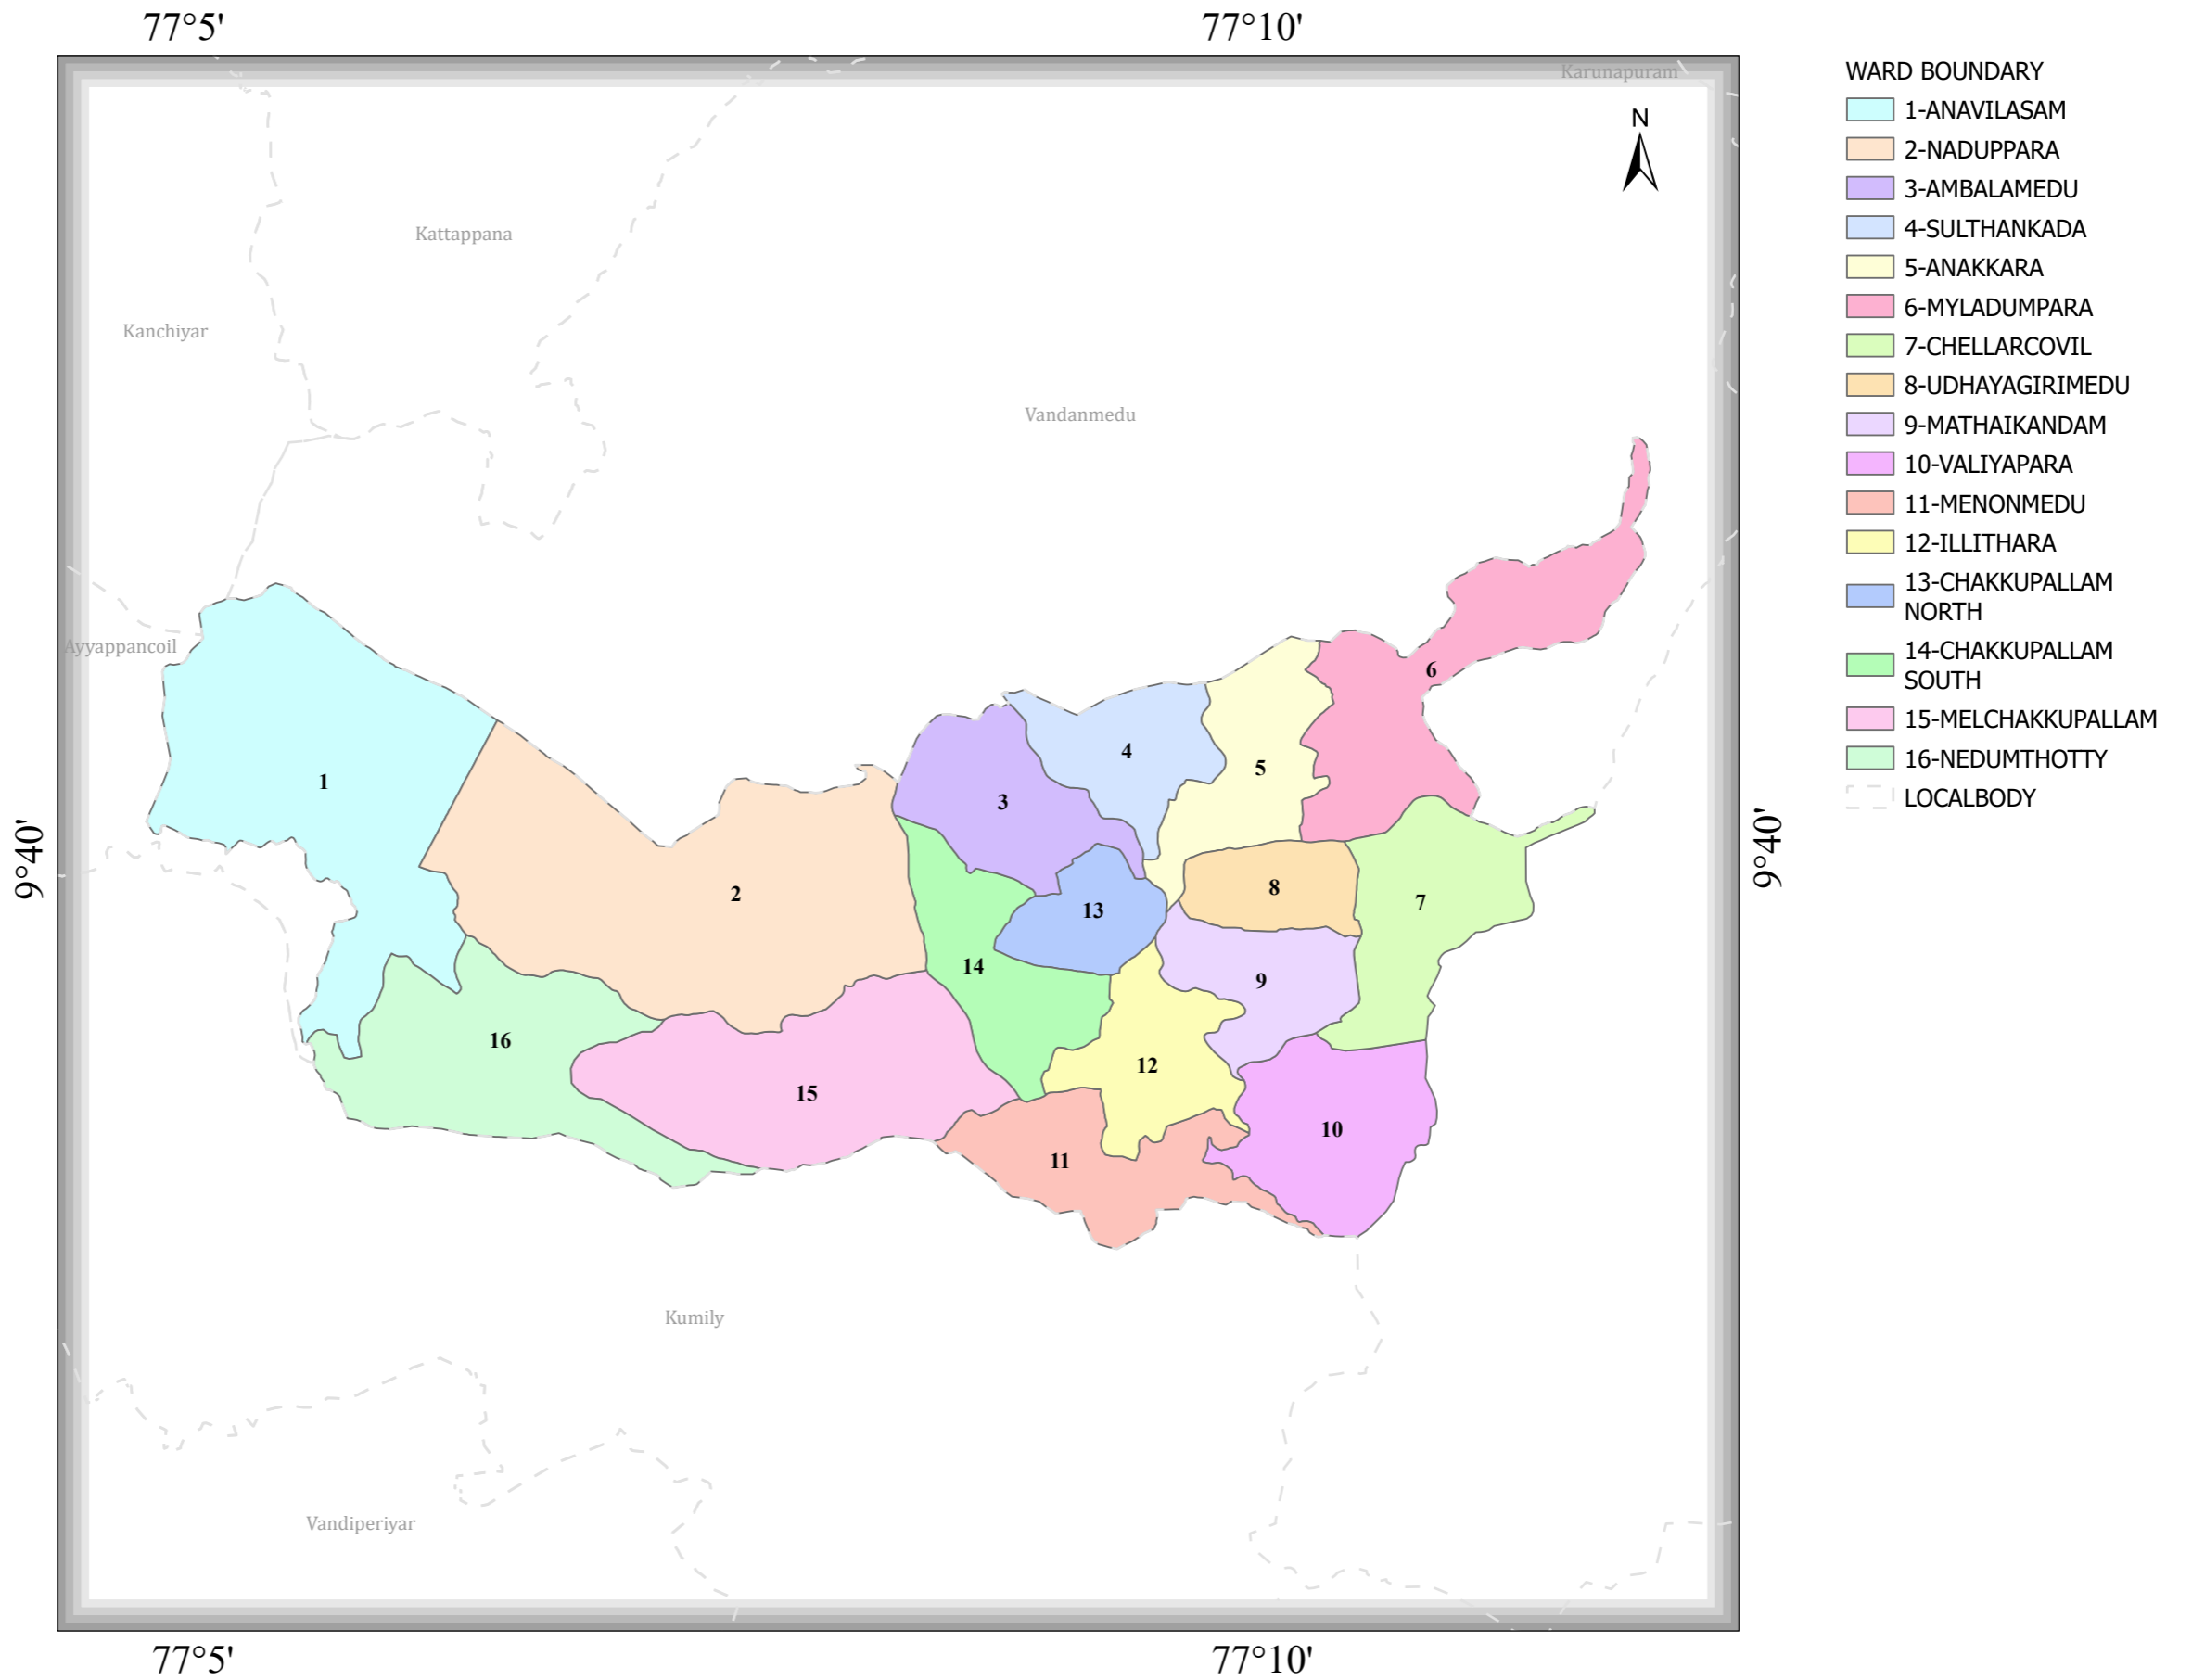 77°5'
77°10'
Karunapuram
N
Kattappana
Kanchiyar
Vandanmedu
Ayyappancoil
6
4
5
1
3
9°40'
9°40'
8
2
7
13
14
9
16
12
15
10
11
Kumily
Vandiperiyar
77°5'
77°10'
WARD BOUNDARY
1-ANAVILASAM
2-NADUPPARA
3-AMBALAMEDU
4-SULTHANKADA
5-ANAKKARA
6-MYLADUMPARA
7-CHELLARCOVIL
8-UDHAYAGIRIMEDU
9-MATHAIKANDAM
10-VALIYAPARA
11-MENONMEDU
12-ILLITHARA
13-CHAKKUPALLAM
NORTH
14-CHAKKUPALLAM
SOUTH
15-MELCHAKKUPALLAM
16-NEDUMTHOTTY
LOCALBODY